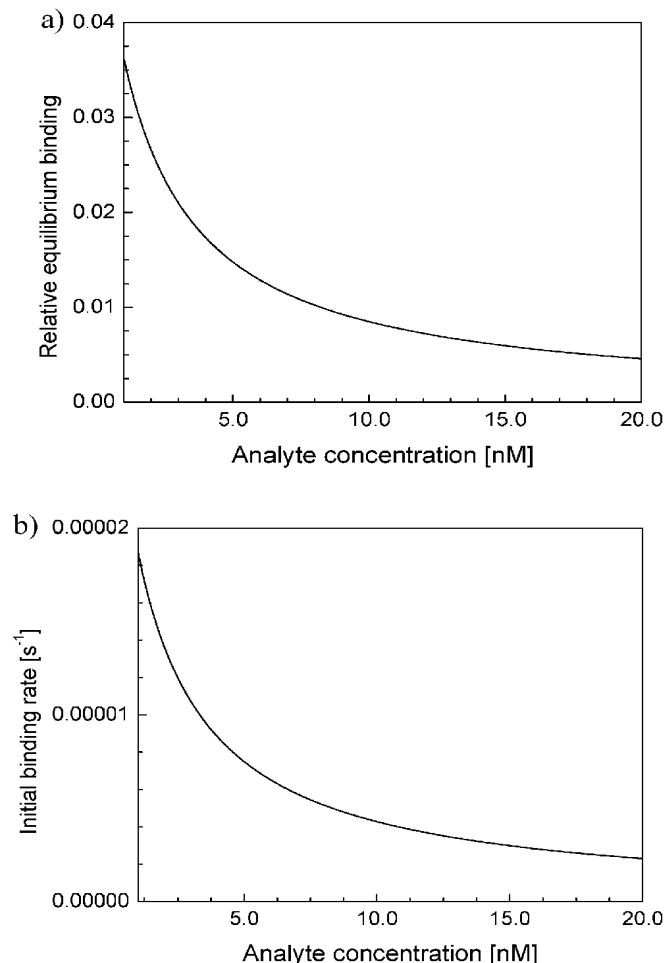 a)
0.04
0.03
0.02
0.01
0.00
Relative equilibrium binding
5.0 10.0 15.0 20.0
Analyte concentration [nM]
b)
0.00002
0.00001
0.00000
Initial binding rate [s⁻¹]
5.0 10.0 15.0 20.0
Analyte concentration [nM]